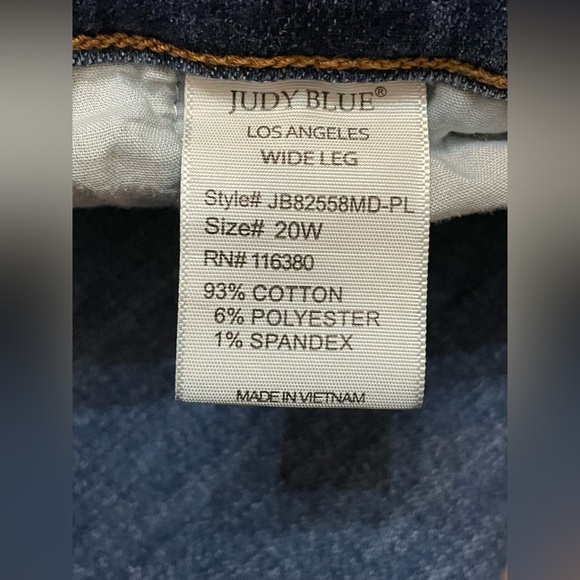 JUDY BLUE®
LOS ANGELES
WIDE LEG
Style# JB82558MD-PL
Size# 20W
RN# 116380
93% COTTON
6% POLYESTER
1% SPANDEX
MADE IN VIETNAM